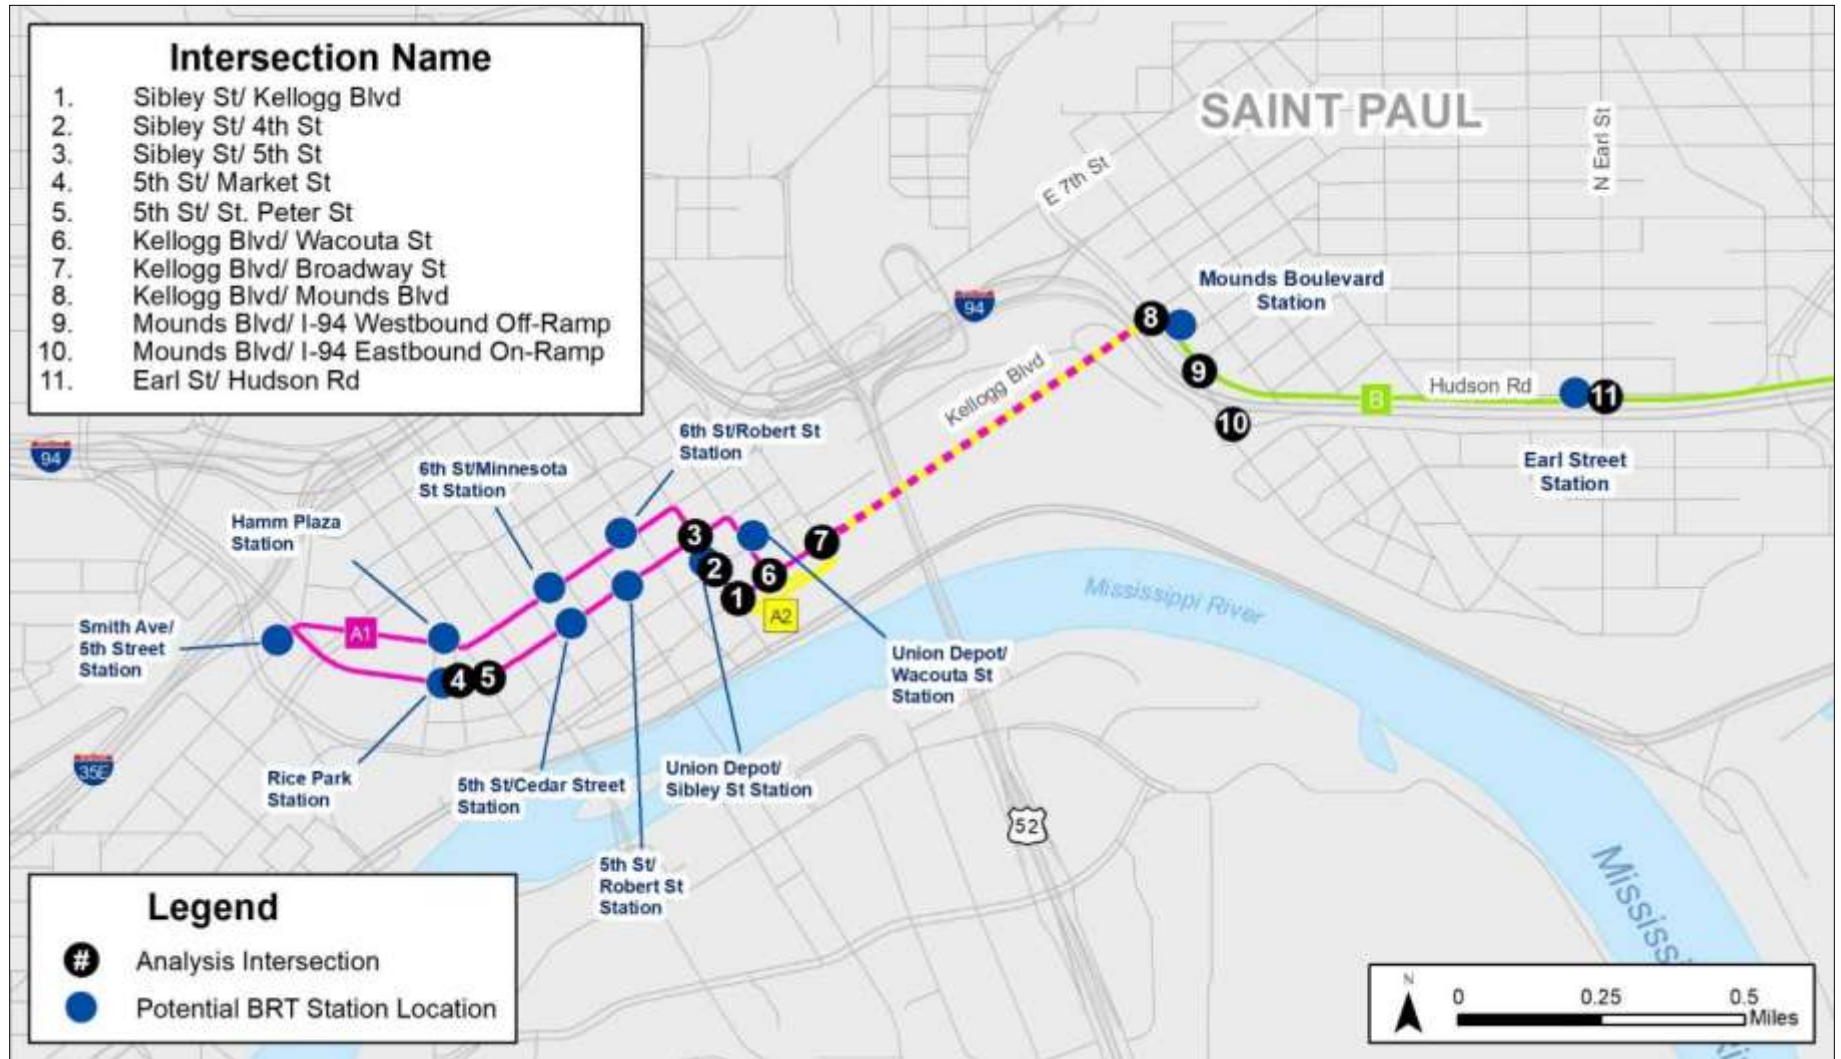 Intersection Name
1. Sibley St/ Kellogg Blvd
2. Sibley St/ 4th St
3. Sibley St/ 5th St
4. 5th St/ Market St
5. 5th St/ St. Peter St
6. Kellogg Blvd/ Wacouta St
7. Kellogg Blvd/ Broadway St
8. Kellogg Blvd/ Mounds Blvd
9. Mounds Blvd/ I-94 Westbound Off-Ramp
10. Mounds Blvd/ I-94 Eastbound On-Ramp
11. Earl St/ Hudson Rd
SAINT PAUL
N Earl St
E 7th St
Mounds Boulevard
Station
94
8
9
Kellogg Blvd
Hudson Rd
B
11
10
Earl Street
Station
94
6th St/Robert St
Station
6th St/Minnesota
St Station
Hamm Plaza
Station
3
7
2
6
1
A2
Mississippi River
Smith Ave/
5th Street
Station
A1
4
5
Union Depot/
Wacouta St
Station
35E
Rice Park
Station
5th St/Cedar Street
Station
Union Depot/
Sibley St Station
52
5th St/
Robert St
Station
Legend
# Analysis Intersection
Potential BRT Station Location
N
0 0.25 0.5
Miles